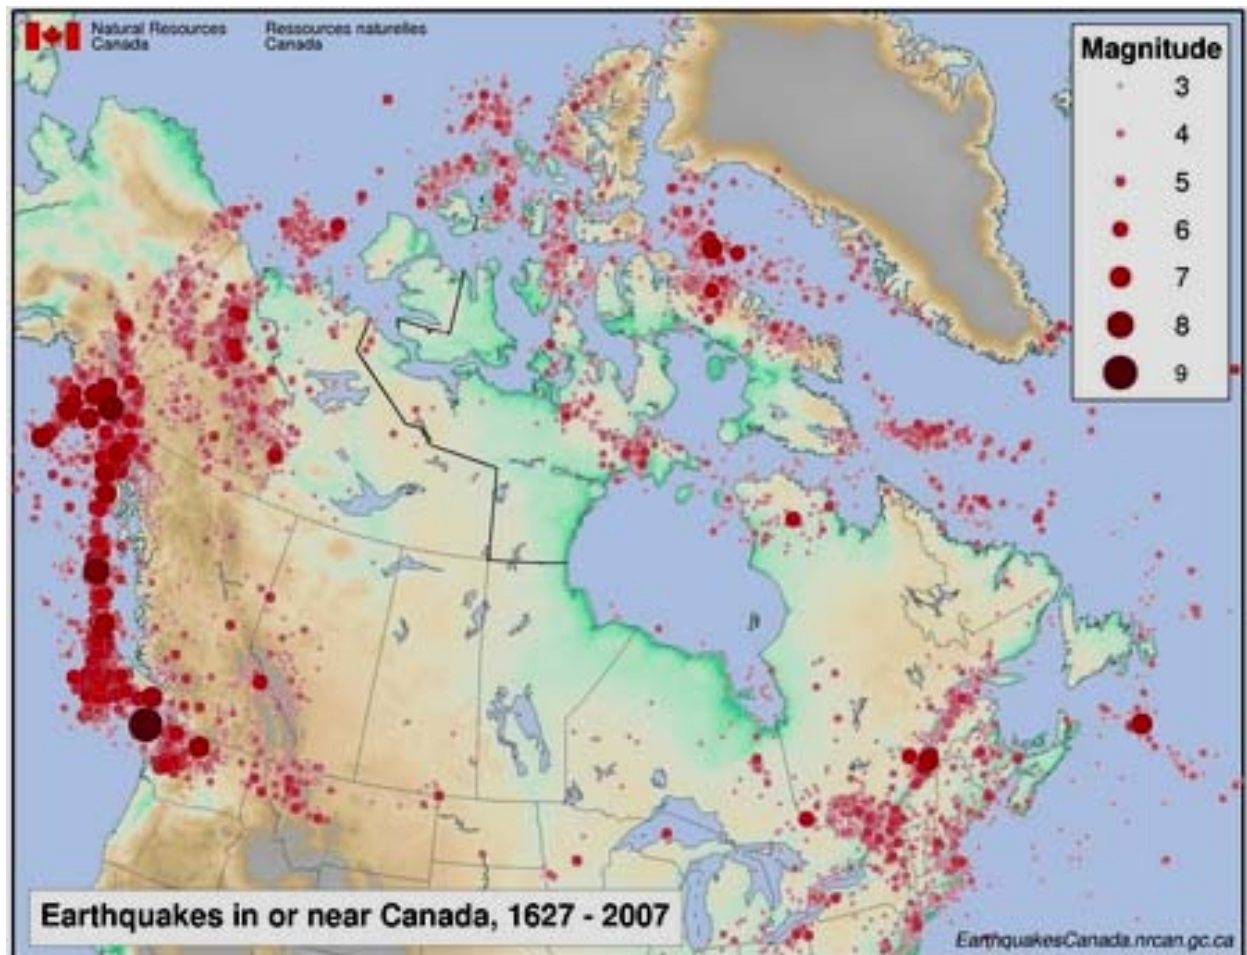 Natural Resources Ressources naturelles
Canada Canada
Magnitude
3
4
5
6
7
8
9
Earthquakes in or near Canada, 1627 - 2007
EarthquakesCanada.nrcan.gc.ca